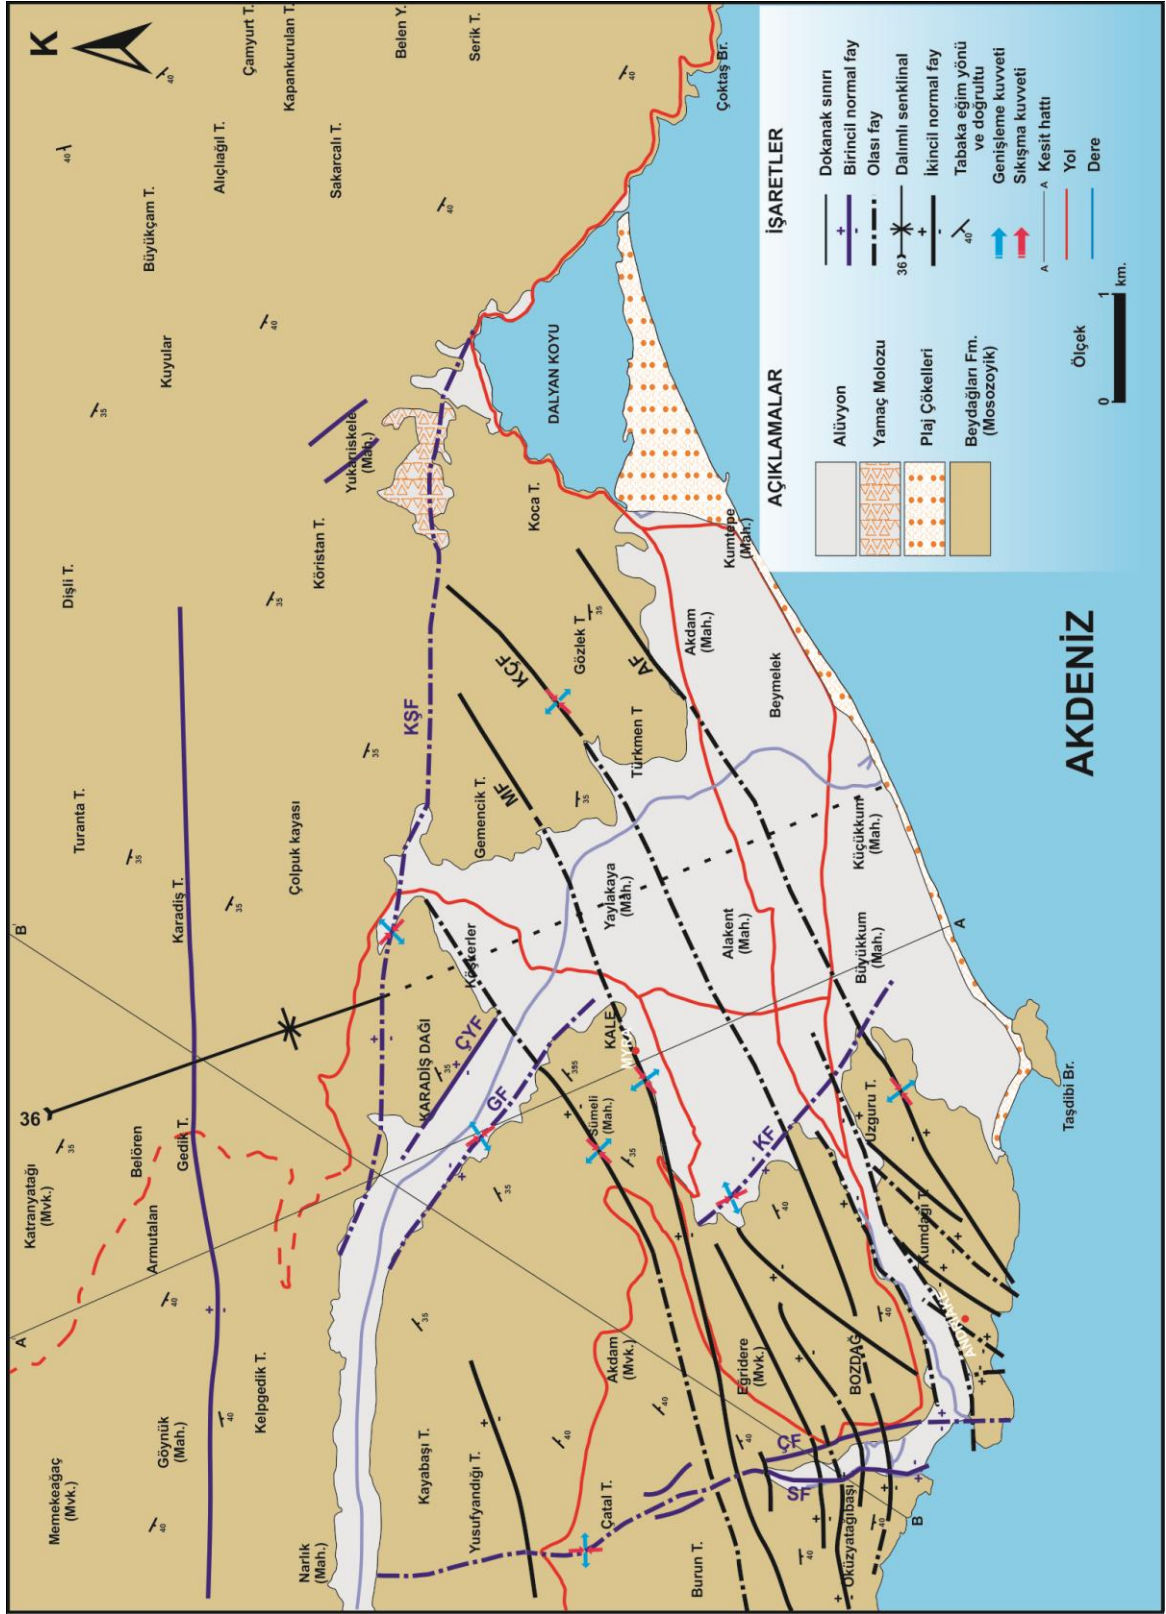 K
Çamyurt T.
Kapankurulan T.
Belen Y.
Serik T.
Çoktaş Br.
Alıçlıağıl T.
Sakarcalı T.
Büyükçam T.
Kuyular
Yukarıiskele
(Mah.)
DALYAN KOYU
Koca T.
Köristan T.
Dişli T.
KŞF
KÇF
Gözlek T
AF
MF
Türkmen T
Gemencik T.
Turanta T.
Karadiş T.
Çolpuk kayası
Akdam
(Mah.)
Kumtepe
(Mah.)
Beymelek
Küçükkum
(Mah.)
Yaylakaya
(Mah.)
Alakent
(Mah.)
Büyükkum
(Mah.)
Köşkerler
KALE
MYRA
KARADİŞ DAĞI
ÇYF
GF
Sümeli
(Mah.)
KF
Uzguru T.
Taşdibi Br.
Kumdağı T.
ANDRIAKE
B'
A'
36
Katranyatağı
(Mvk.)
Belören
Gedik T.
Armutalan
Göynük
(Mah.)
Kelpgedik T.
Memekeağaç
(Mvk.)
Narlık
(Mah.)
Kayabaşı T.
Yusufyandığı T.
Çatal T.
Akdam
(Mvk.)
Eğridere
(Mvk.)
BOZDAĞ
ÇF
SF
Burun T.
Öküzyatağıbaşı
A
B
AKDENİZ
AÇIKLAMALAR
Alüvyon
Yamaç Molozu
Plaj Çökelleri
Beydağları Fm.
(Mosozoyik)
İŞARETLER
Dokanak sınırı
Birincil normal fay
Olası fay
36
Dalımlı senklinal
İkincil normal fay
40
Tabaka eğim yönü
ve doğrultu
Genişleme kuvveti
Sıkışma kuvveti
A
A
Kesit hattı
Yol
Dere
0
1
km.
Ölçek